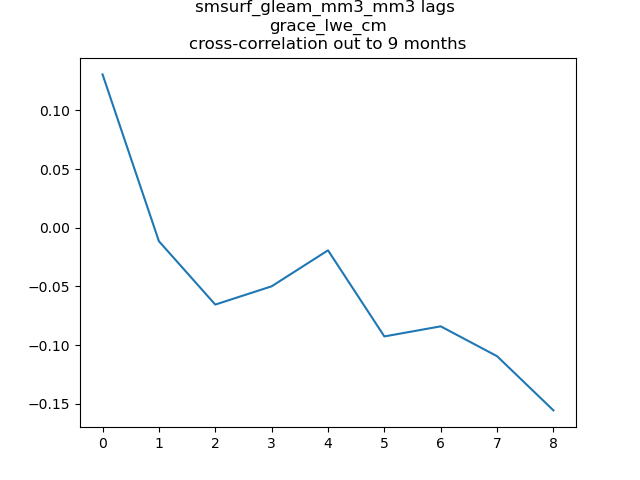 smsurf_gleam_mm3_mm3 lags
grace_lwe_cm
cross-correlation out to 9 months
0.10
0.05
0.00
−0.05
−0.10
−0.15
0 1 2 3 4 5 6 7 8